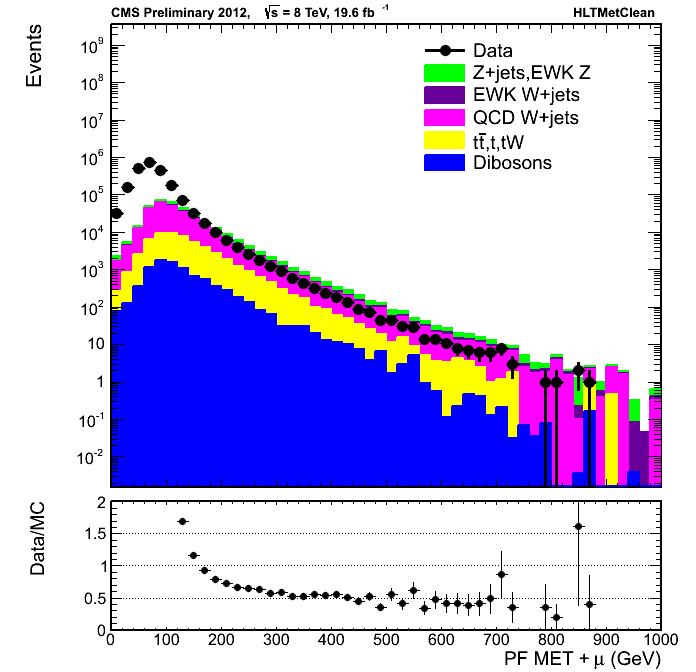 CMS Preliminary 2012, √s = 8 TeV, 19.6 fb⁻¹ HLTMetClean
Events
10⁹
10⁸
10⁷
10⁶
10⁵
10⁴
10³
10²
10
1
10⁻¹
10⁻²
Data
Z+jets,EWK Z
EWK W+jets
QCD W+jets
tt̄,t,tW
Dibosons
Data/MC
2
1.5
1
0.5
0
0 100 200 300 400 500 600 700 800 900 1000
PF MET + μ (GeV)